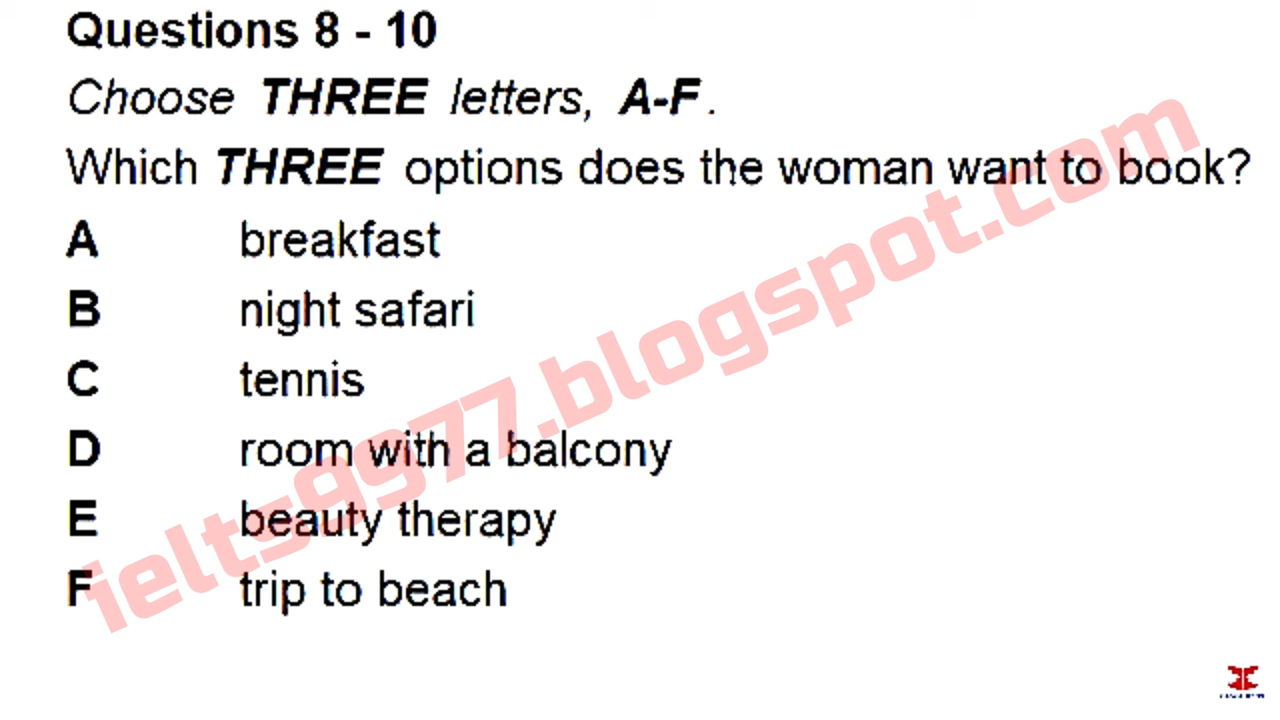 Questions 8 - 10
Choose THREE letters, A-F.
Which THREE options does the woman want to book?
A breakfast
B night safari
C tennis
D room with a balcony
E beauty therapy
F trip to beach
ielts9977.blogspot.com